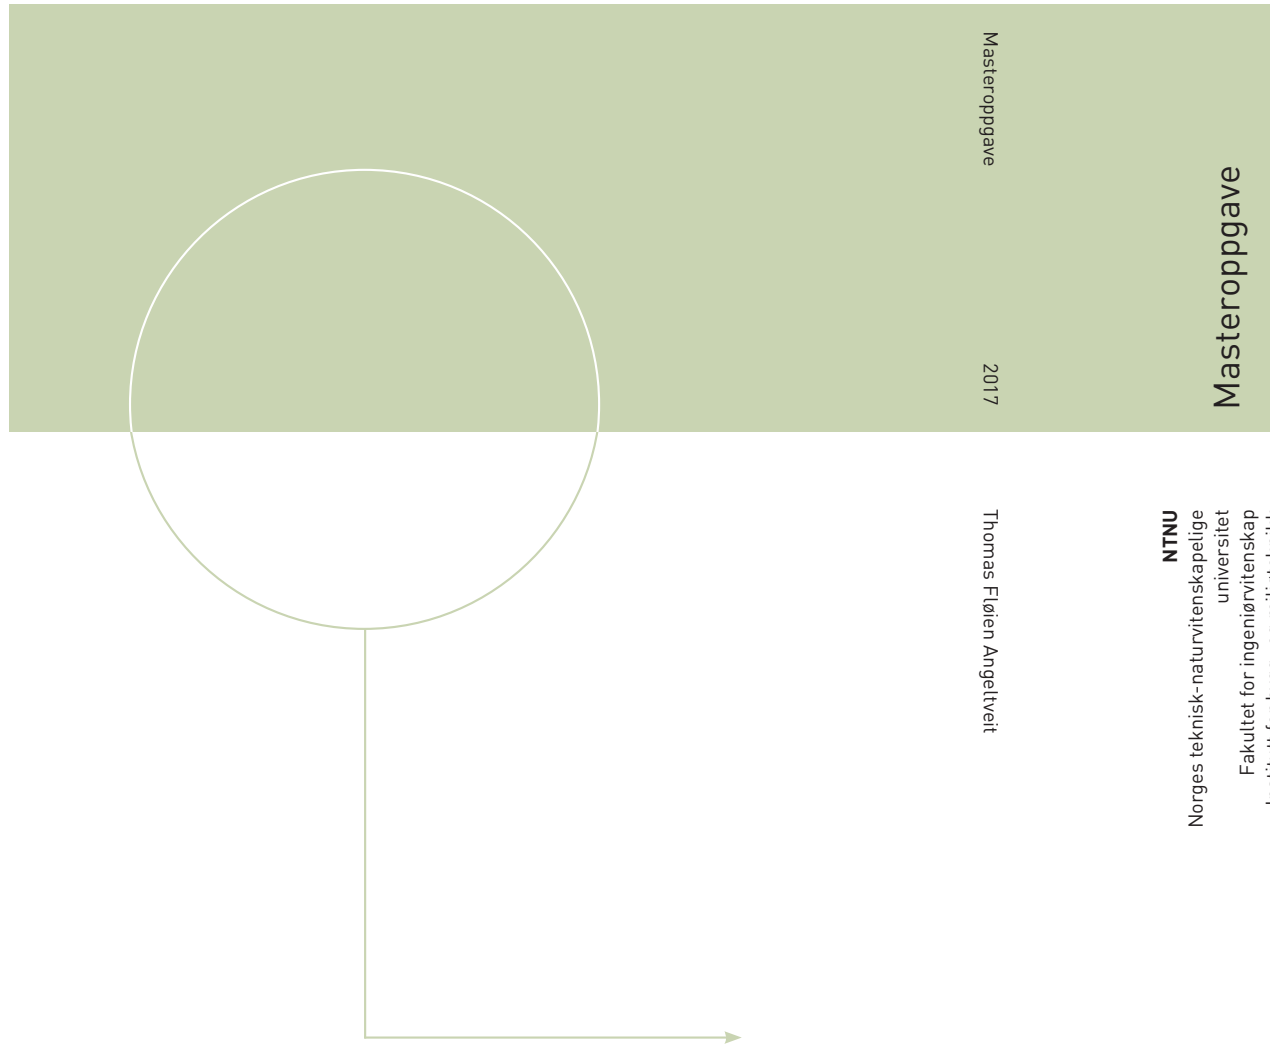 Masteroppgave
2017
Thomas Fløien Angeltveit
Masteroppgave
NTNU
Norges teknisk-naturvitenskapelige
universitet
Fakultet for ingeniørvitenskap